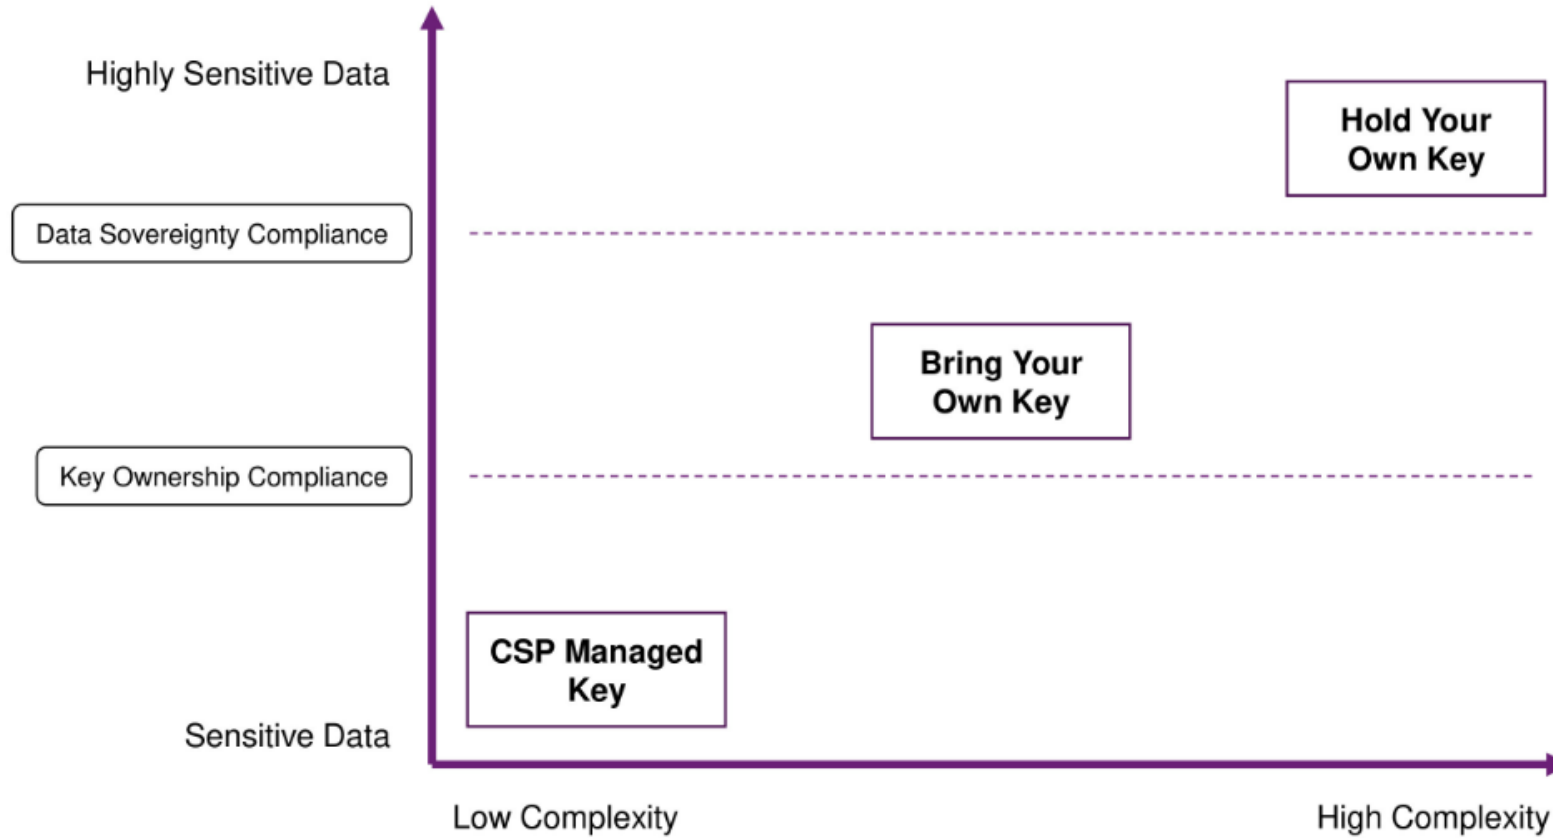 Highly Sensitive Data
Hold Your
Own Key
Data Sovereignty Compliance
Bring Your
Own Key
Key Ownership Compliance
CSP Managed
Key
Sensitive Data
Low Complexity
High Complexity